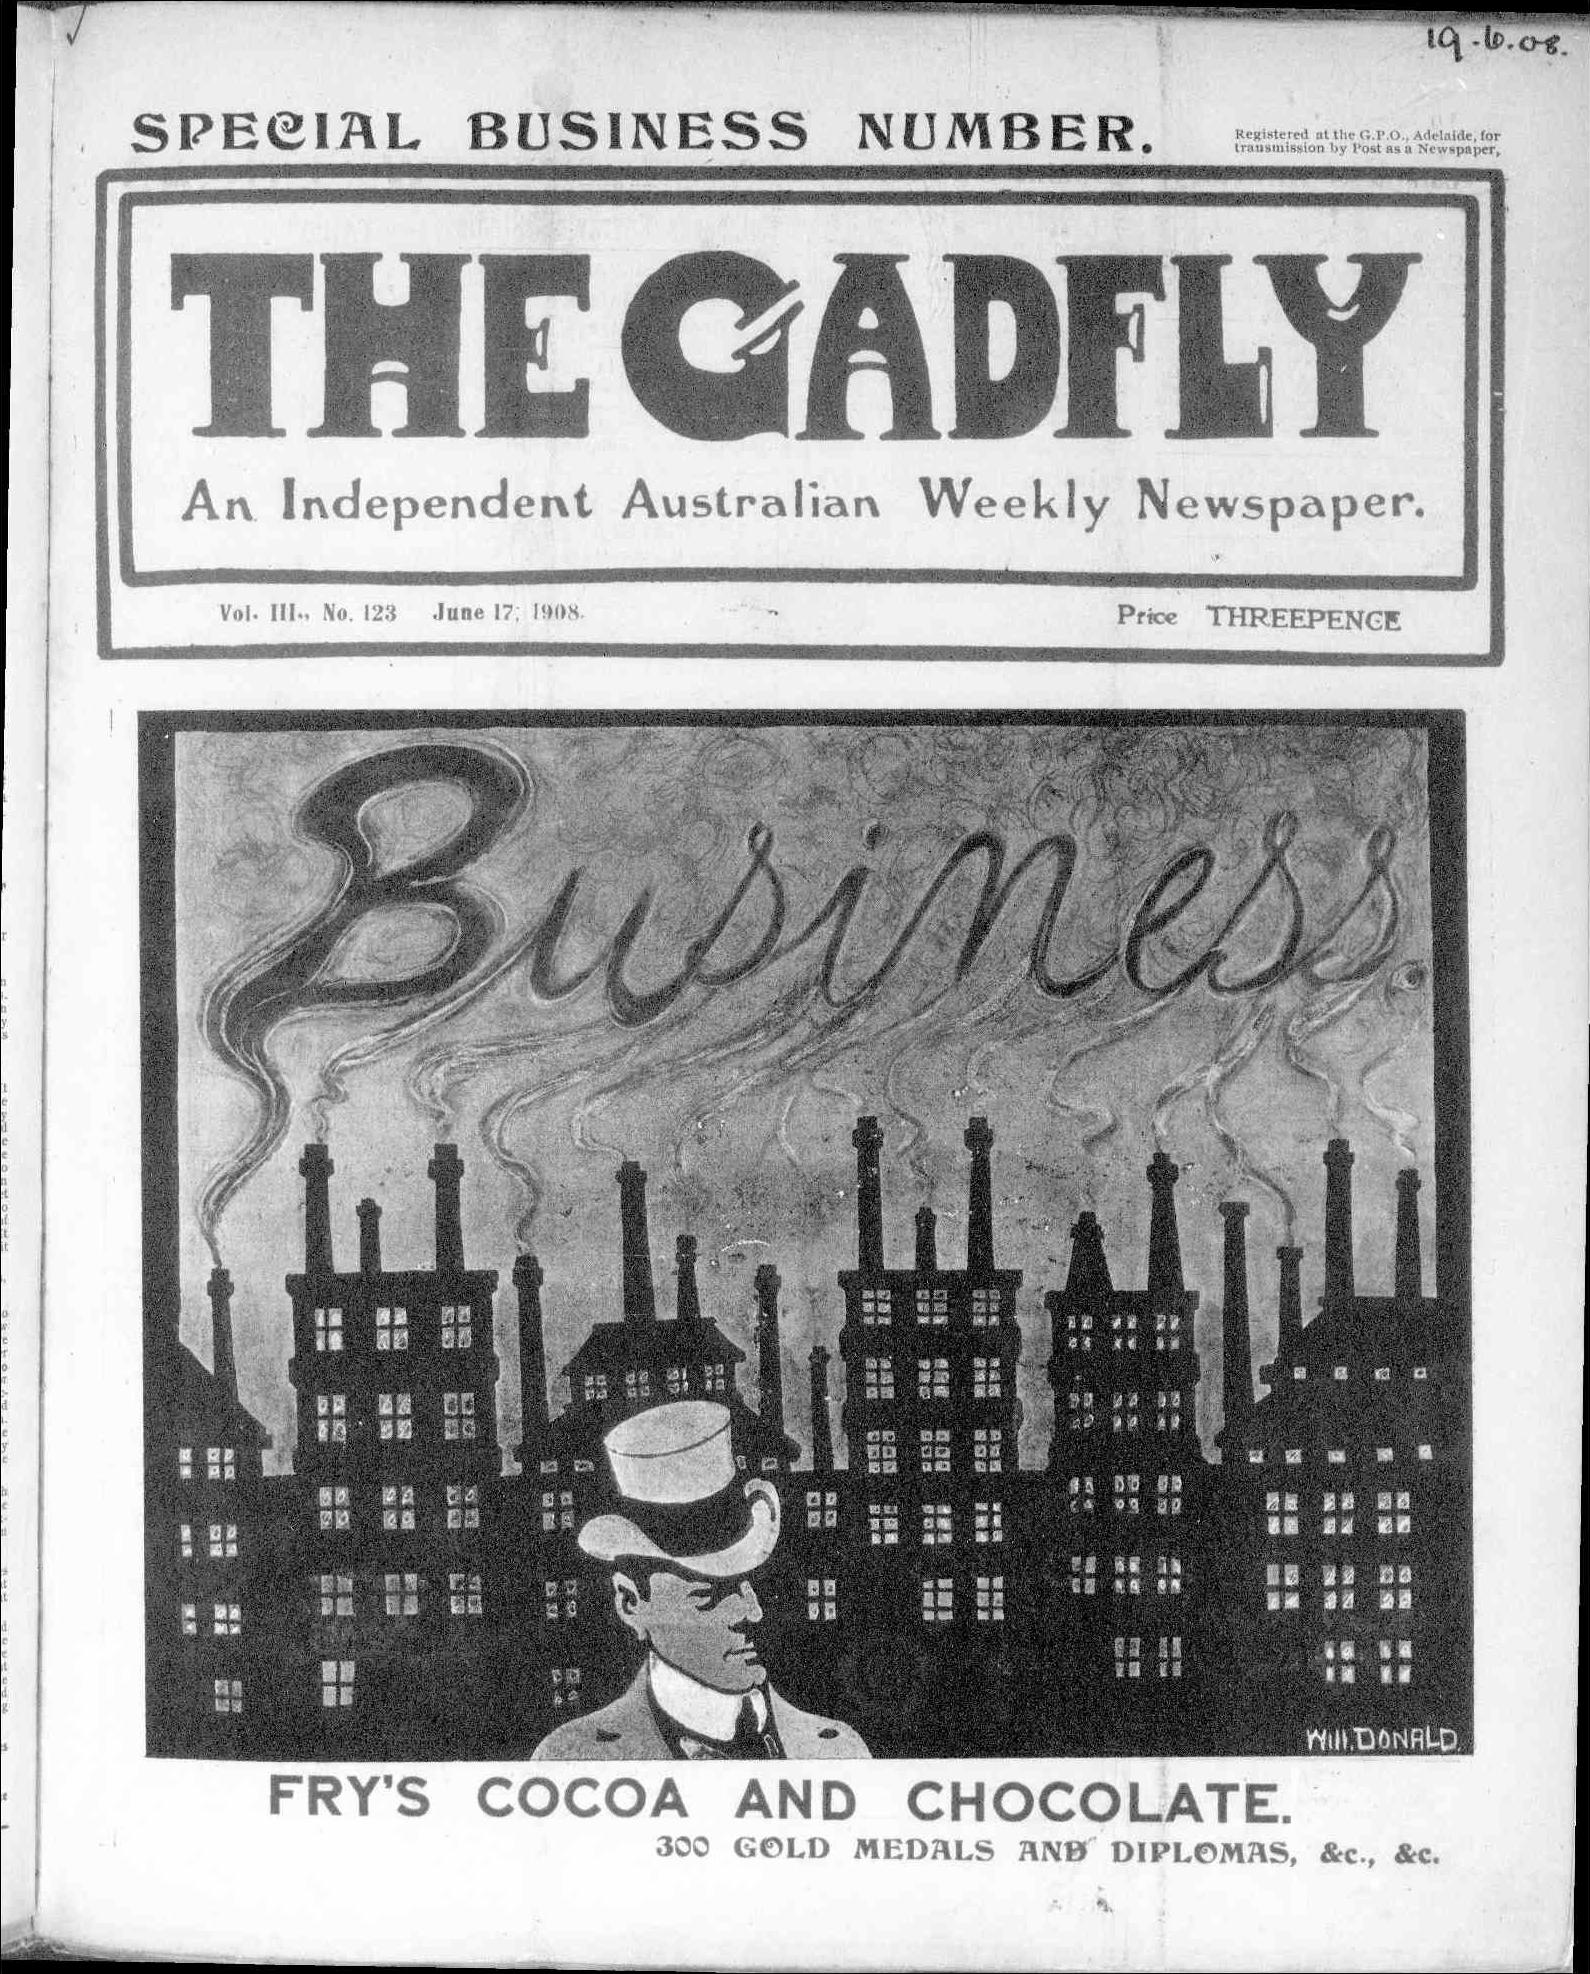 19.6.08.
SPECIAL BUSINESS NUMBER.
Registered at the G.P.O., Adelaide, for
transmission by Post as a Newspaper,
THE GADFLY
An Independent Australian Weekly Newspaper.
Vol. III., No. 123 June 17, 1908. Price THREEPENCE
Business.
Will. DONALD.
FRY'S COCOA AND CHOCOLATE.
300 GOLD MEDALS AND DIPLOMAS, &c., &c.